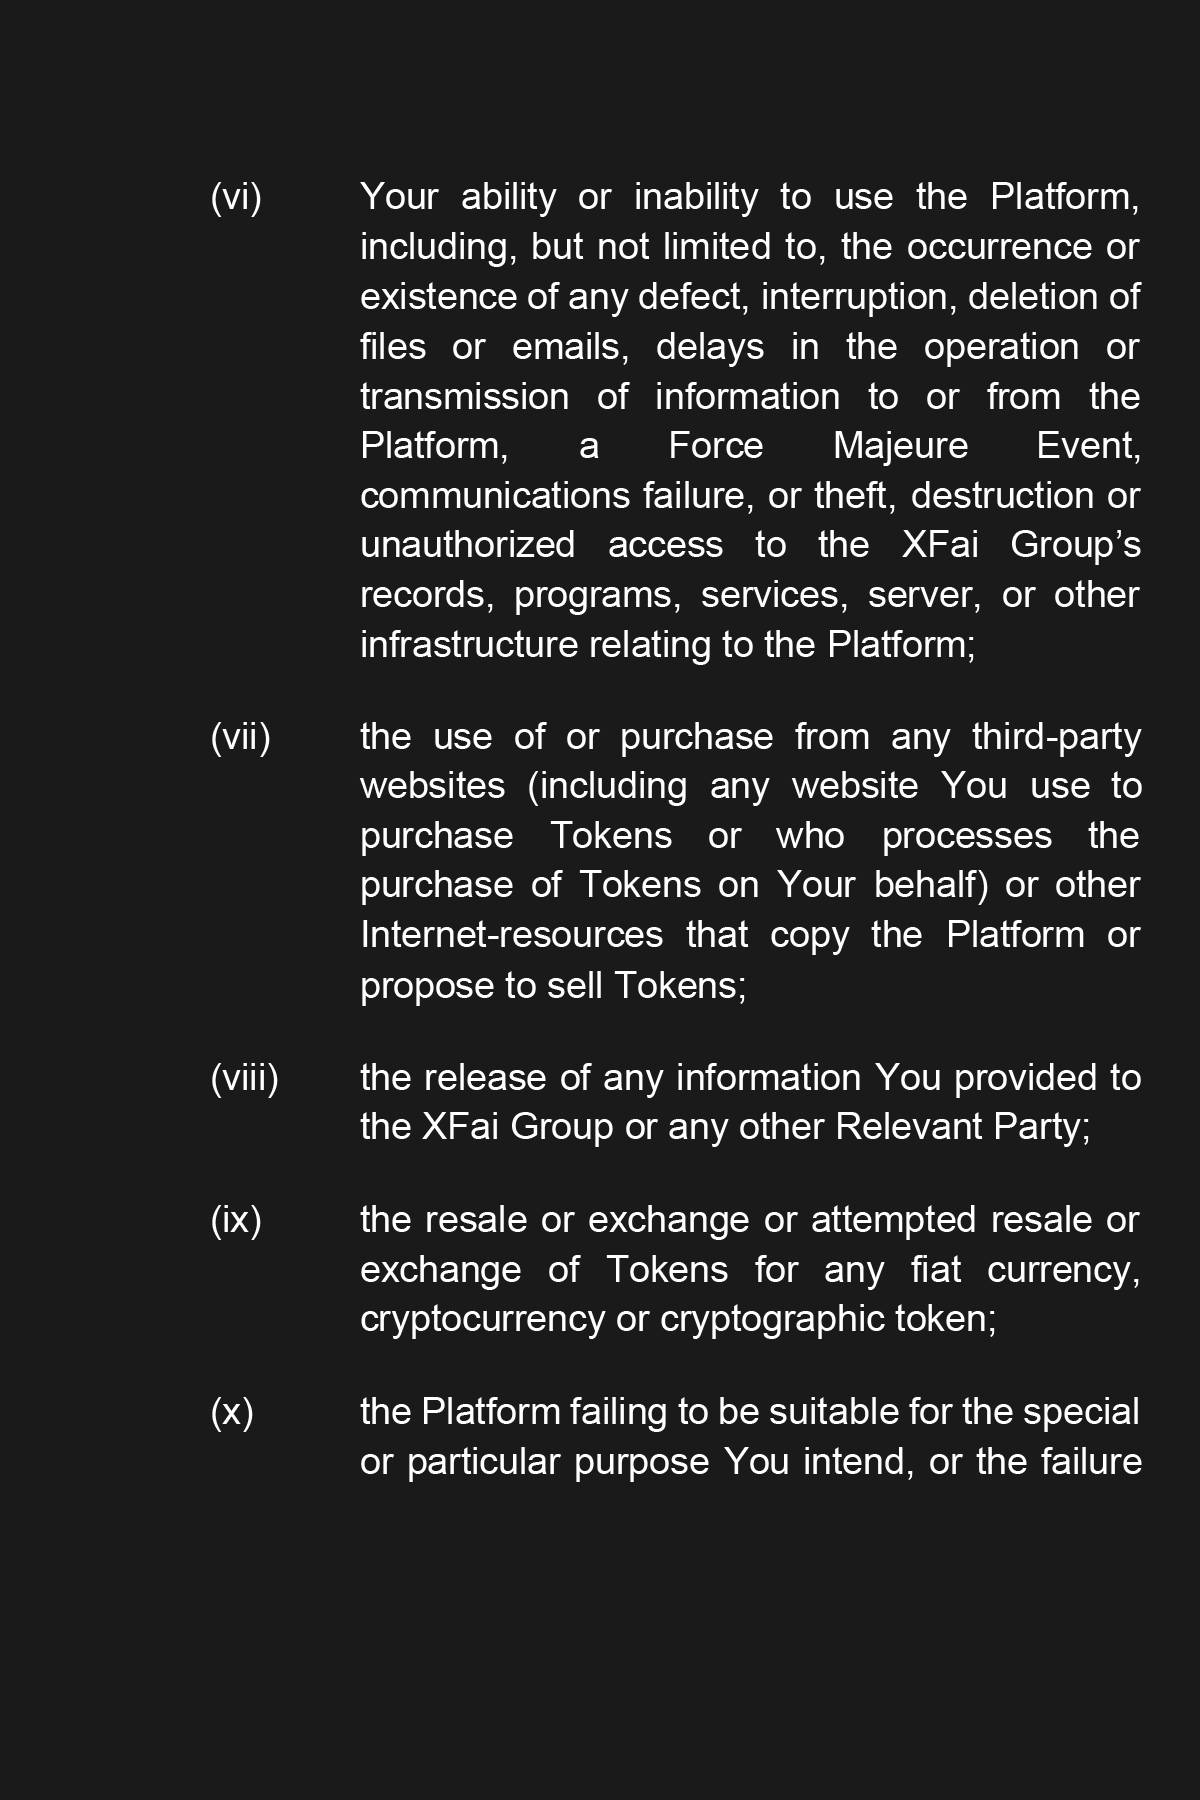 (vi) Your ability or inability to use the Platform,
including, but not limited to, the occurrence or
existence of any defect, interruption, deletion of
files or emails, delays in the operation or
transmission of information to or from the
Platform, a Force Majeure Event,
communications failure, or theft, destruction or
unauthorized access to the XFai Group’s
records, programs, services, server, or other
infrastructure relating to the Platform;
(vii) the use of or purchase from any third-party
websites (including any website You use to
purchase Tokens or who processes the
purchase of Tokens on Your behalf) or other
Internet-resources that copy the Platform or
propose to sell Tokens;
(viii) the release of any information You provided to
the XFai Group or any other Relevant Party;
(ix) the resale or exchange or attempted resale or
exchange of Tokens for any fiat currency,
cryptocurrency or cryptographic token;
(x) the Platform failing to be suitable for the special
or particular purpose You intend, or the failure